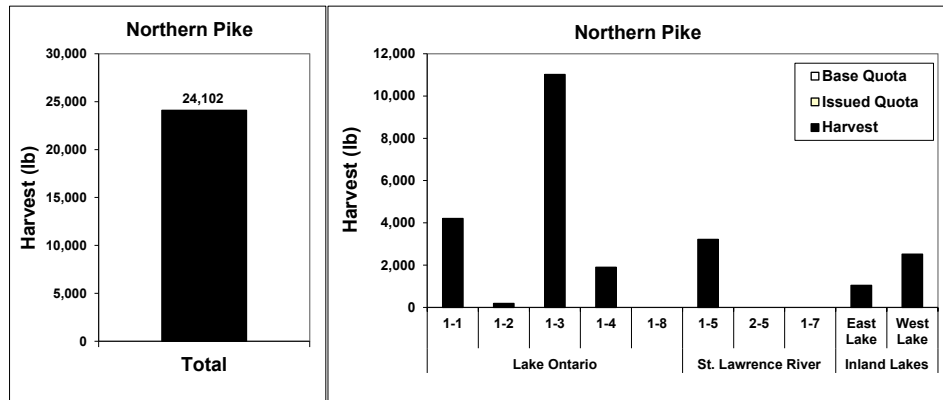 Northern Pike
30,000
25,000
20,000
15,000
10,000
5,000
0
Harvest (lb)
24,102
Total
Northern Pike
12,000
10,000
8,000
6,000
4,000
2,000
0
Harvest (lb)
Base Quota
Issued Quota
Harvest
1-1 1-2 1-3 1-4 1-8 1-5 2-5 1-7 East Lake West Lake
Lake Ontario St. Lawrence River Inland Lakes